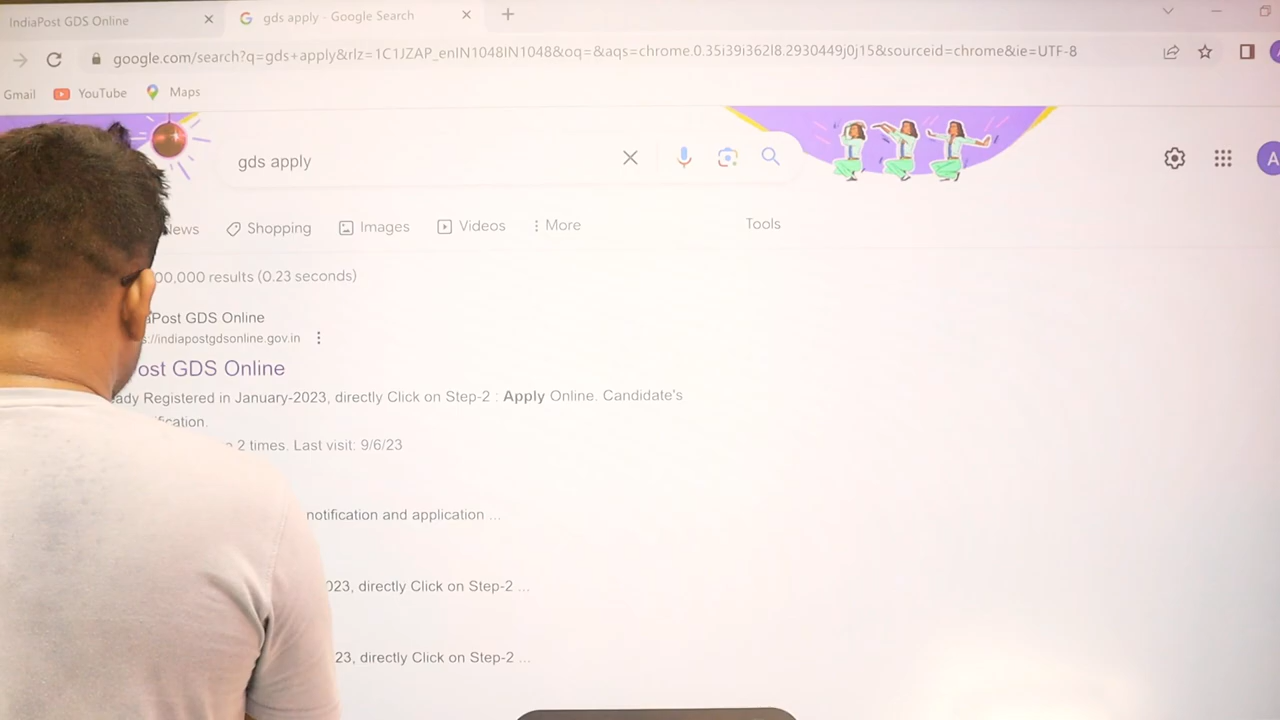 IndiaPost GDS Online
gds apply - Google Search
google.com/search?q=gds+apply&rlz=1C1JZAP_enIN1048IN1048&oq=&aqs=chrome.0.35i39i362l8.2930449j0j15&sourceid=chrome&ie=UTF-8
Gmail YouTube Maps
gds apply
A
Shopping Images Videos More Tools
00,000 results (0.23 seconds)
Post GDS Online
://indiapostgdsonline.gov.in
ost GDS Online
Registered in January-2023, directly Click on Step-2 : Apply Online. Candidate's
2 times. Last visit: 9/6/23
notification and application ...
023, directly Click on Step-2 ...
23, directly Click on Step-2 ...